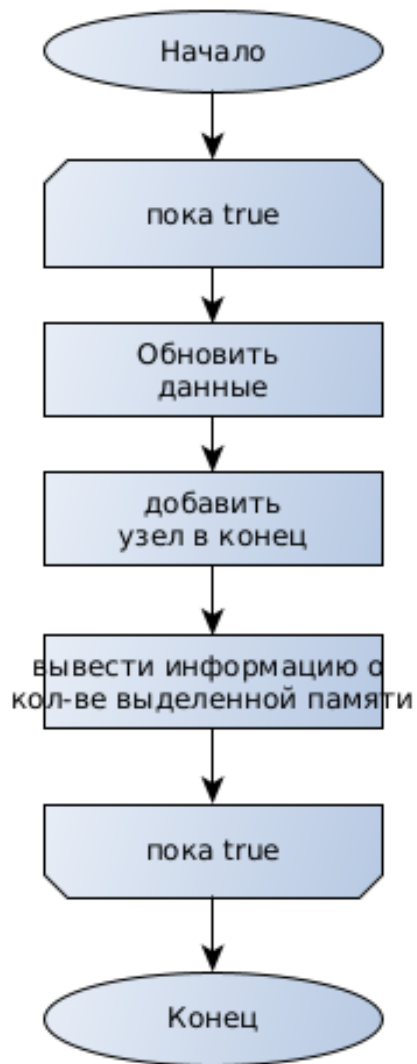 Начало
пока true
Обновить
данные
добавить
узел в конец
вывести информацию о
кол-ве выделенной памяти
пока true
Конец